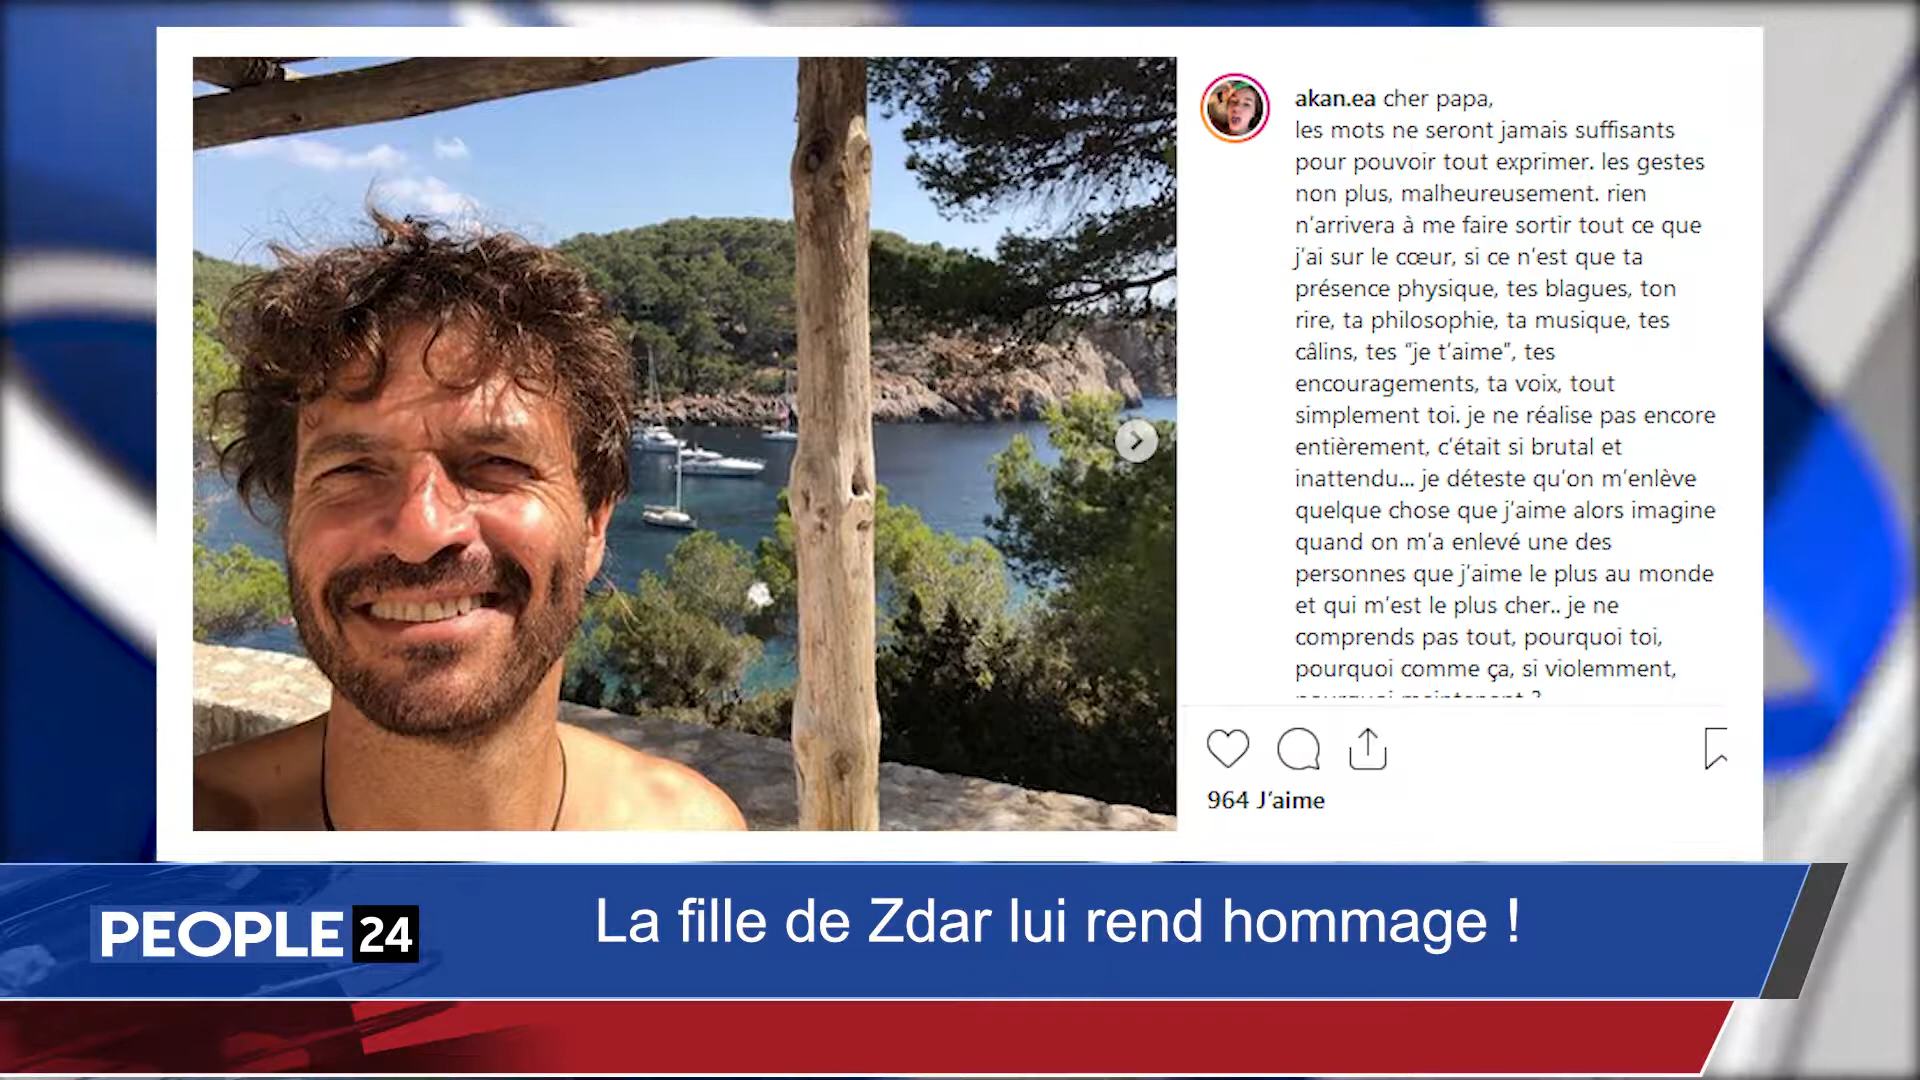 akan.ea cher papa,
les mots ne seront jamais suffisants
pour pouvoir tout exprimer. les gestes
non plus, malheureusement. rien
n’arrivera à me faire sortir tout ce que
j’ai sur le cœur, si ce n’est que ta
présence physique, tes blagues, ton
rire, ta philosophie, ta musique, tes
câlins, tes “je t’aime”, tes
encouragements, ta voix, tout
simplement toi. je ne réalise pas encore
entièrement, c’était si brutal et
inattendu... je déteste qu’on m’enlève
quelque chose que j’aime alors imagine
quand on m’a enlevé une des
personnes que j’aime le plus au monde
et qui m’est le plus cher.. je ne
comprends pas tout, pourquoi toi,
pourquoi comme ça, si violemment,
pourquoi maintenant ?
964 J’aime
PEOPLE 24
La fille de Zdar lui rend hommage !